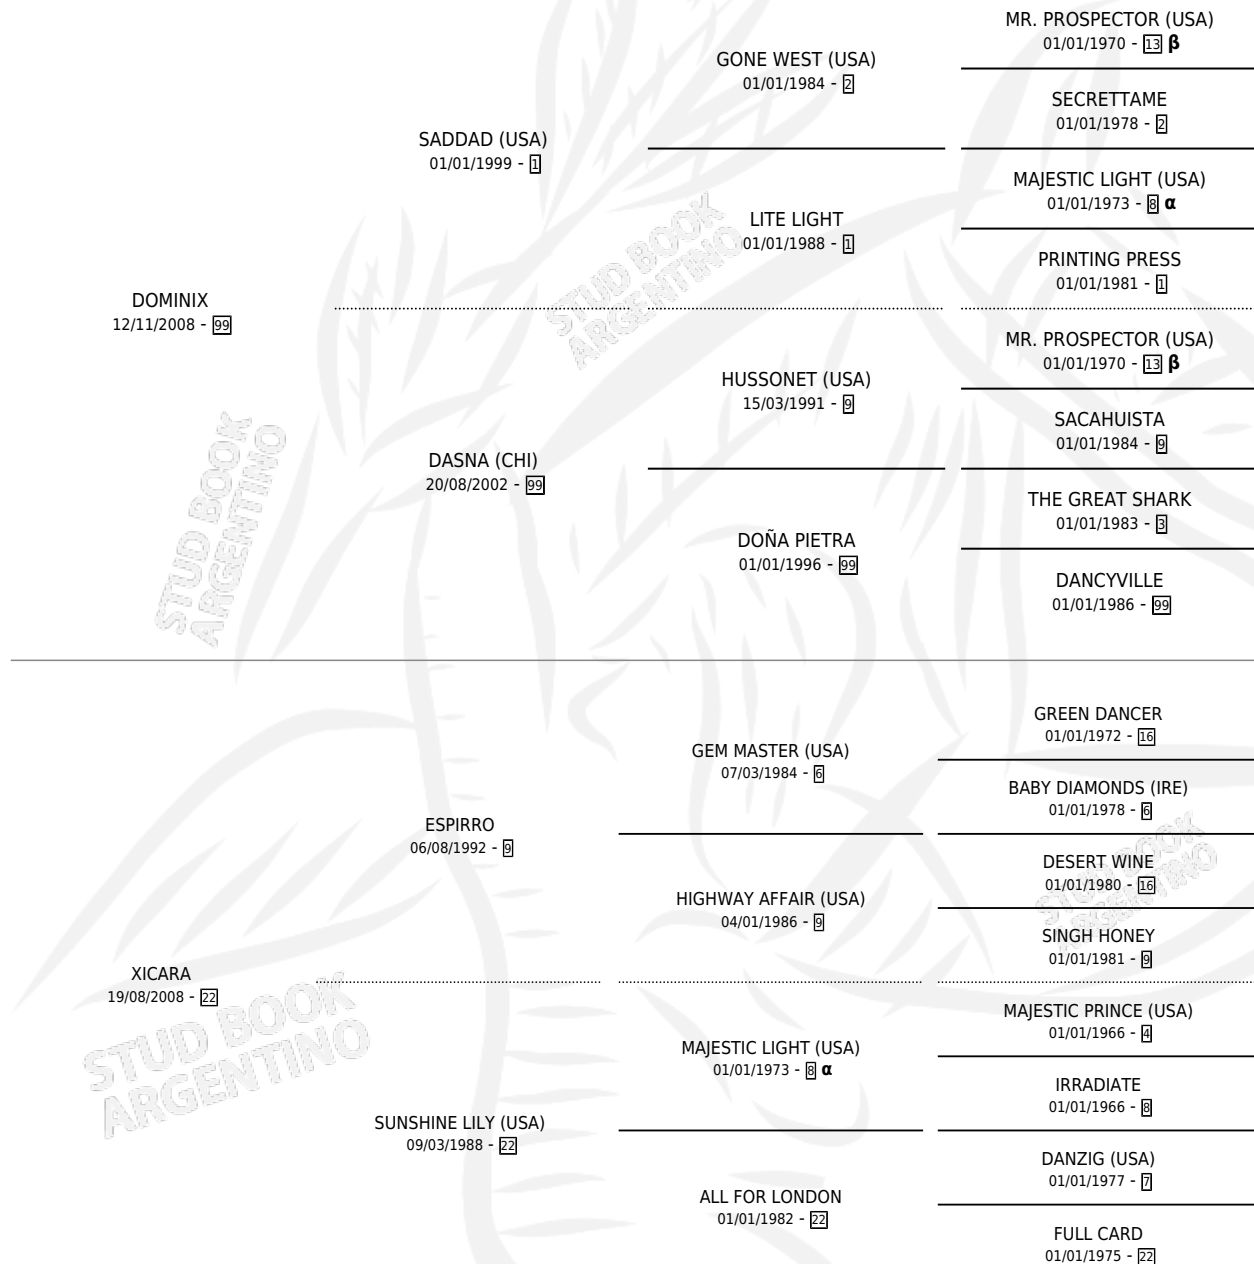 MR. PROSPECTOR (USA)
01/01/1970 - 13 β
GONE WEST (USA)
01/01/1984 - 2
SECRETTAME
01/01/1978 - 2
SADDAD (USA)
01/01/1999 - 1
MAJESTIC LIGHT (USA)
01/01/1973 - 8 α
LITE LIGHT
01/01/1988 - 1
PRINTING PRESS
01/01/1981 - 1
DOMINIX
12/11/2008 - 99
MR. PROSPECTOR (USA)
01/01/1970 - 13 β
HUSSONET (USA)
15/03/1991 - 9
SACAHUISTA
01/01/1984 - 9
DASNA (CHI)
20/08/2002 - 99
THE GREAT SHARK
01/01/1983 - 3
DOÑA PIETRA
01/01/1996 - 99
DANCYVILLE
01/01/1986 - 99
GREEN DANCER
01/01/1972 - 16
GEM MASTER (USA)
07/03/1984 - 6
BABY DIAMONDS (IRE)
01/01/1978 - 6
ESPIRRO
06/08/1992 - 9
DESERT WINE
01/01/1980 - 16
HIGHWAY AFFAIR (USA)
04/01/1986 - 9
SINGH HONEY
01/01/1981 - 9
XICARA
19/08/2008 - 22
MAJESTIC PRINCE (USA)
01/01/1966 - 4
MAJESTIC LIGHT (USA)
01/01/1973 - 8 α
IRRADIATE
01/01/1966 - 8
SUNSHINE LILY (USA)
09/03/1988 - 22
DANZIG (USA)
01/01/1977 - 7
ALL FOR LONDON
01/01/1982 - 22
FULL CARD
01/01/1975 - 22
STUD BOOK
ARGENTINO
STUD BOOK
ARGENTINO
STUD BOOK
ARGENTINO
STUD BOOK
ARGENTINO